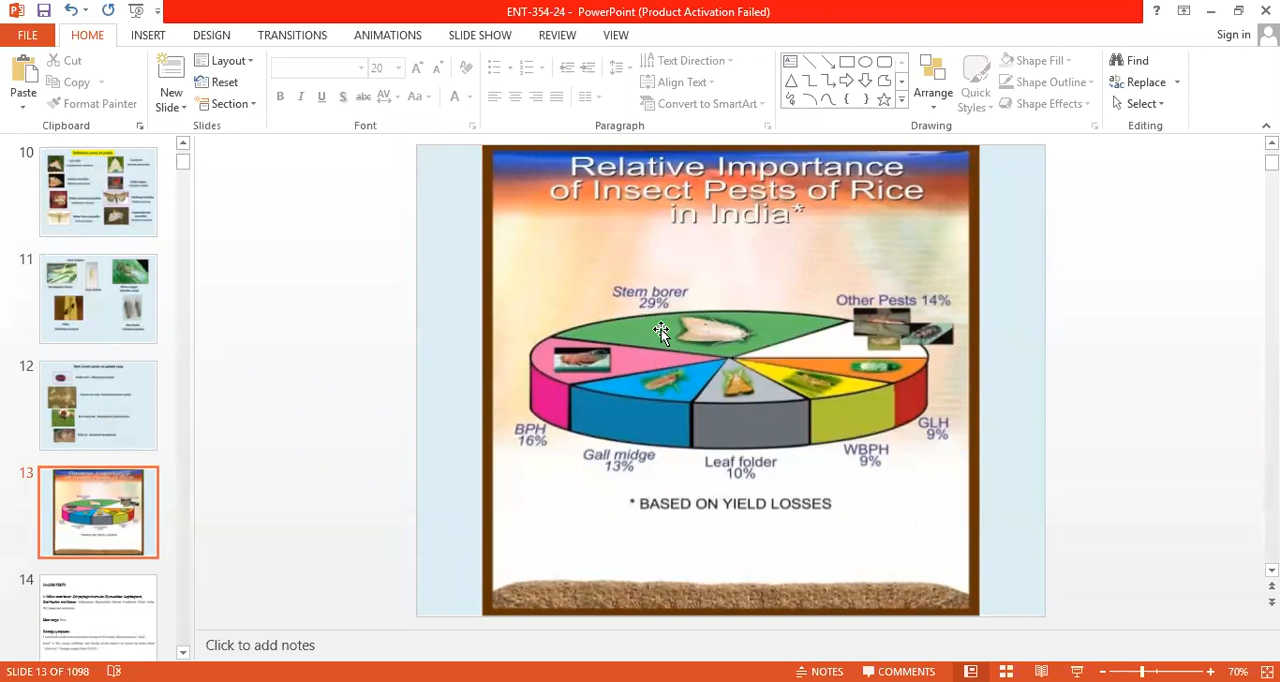 ENT-354-24 - PowerPoint (Product Activation Failed)
FILE HOME INSERT DESIGN TRANSITIONS ANIMATIONS SLIDE SHOW REVIEW VIEW Sign in
Paste
Cut
Copy
Format Painter
Clipboard
New
Slide
Layout
Reset
Section
Slides
20
Font
Text Direction
Align Text
Convert to SmartArt
Paragraph
Arrange
Quick
Styles
Shape Fill
Shape Outline
Shape Effects
Drawing
Find
Replace
Select
Editing
10
11
12
13
14
Relative Importance
of Insect Pests of Rice
in India*
Stem borer
29%
Other Pests 14%
BPH
16%
Gall midge
13%
Leaf folder
10%
WBPH
9%
GLH
9%
* BASED ON YIELD LOSSES
Click to add notes
SLIDE 13 OF 1098 NOTES COMMENTS 70%